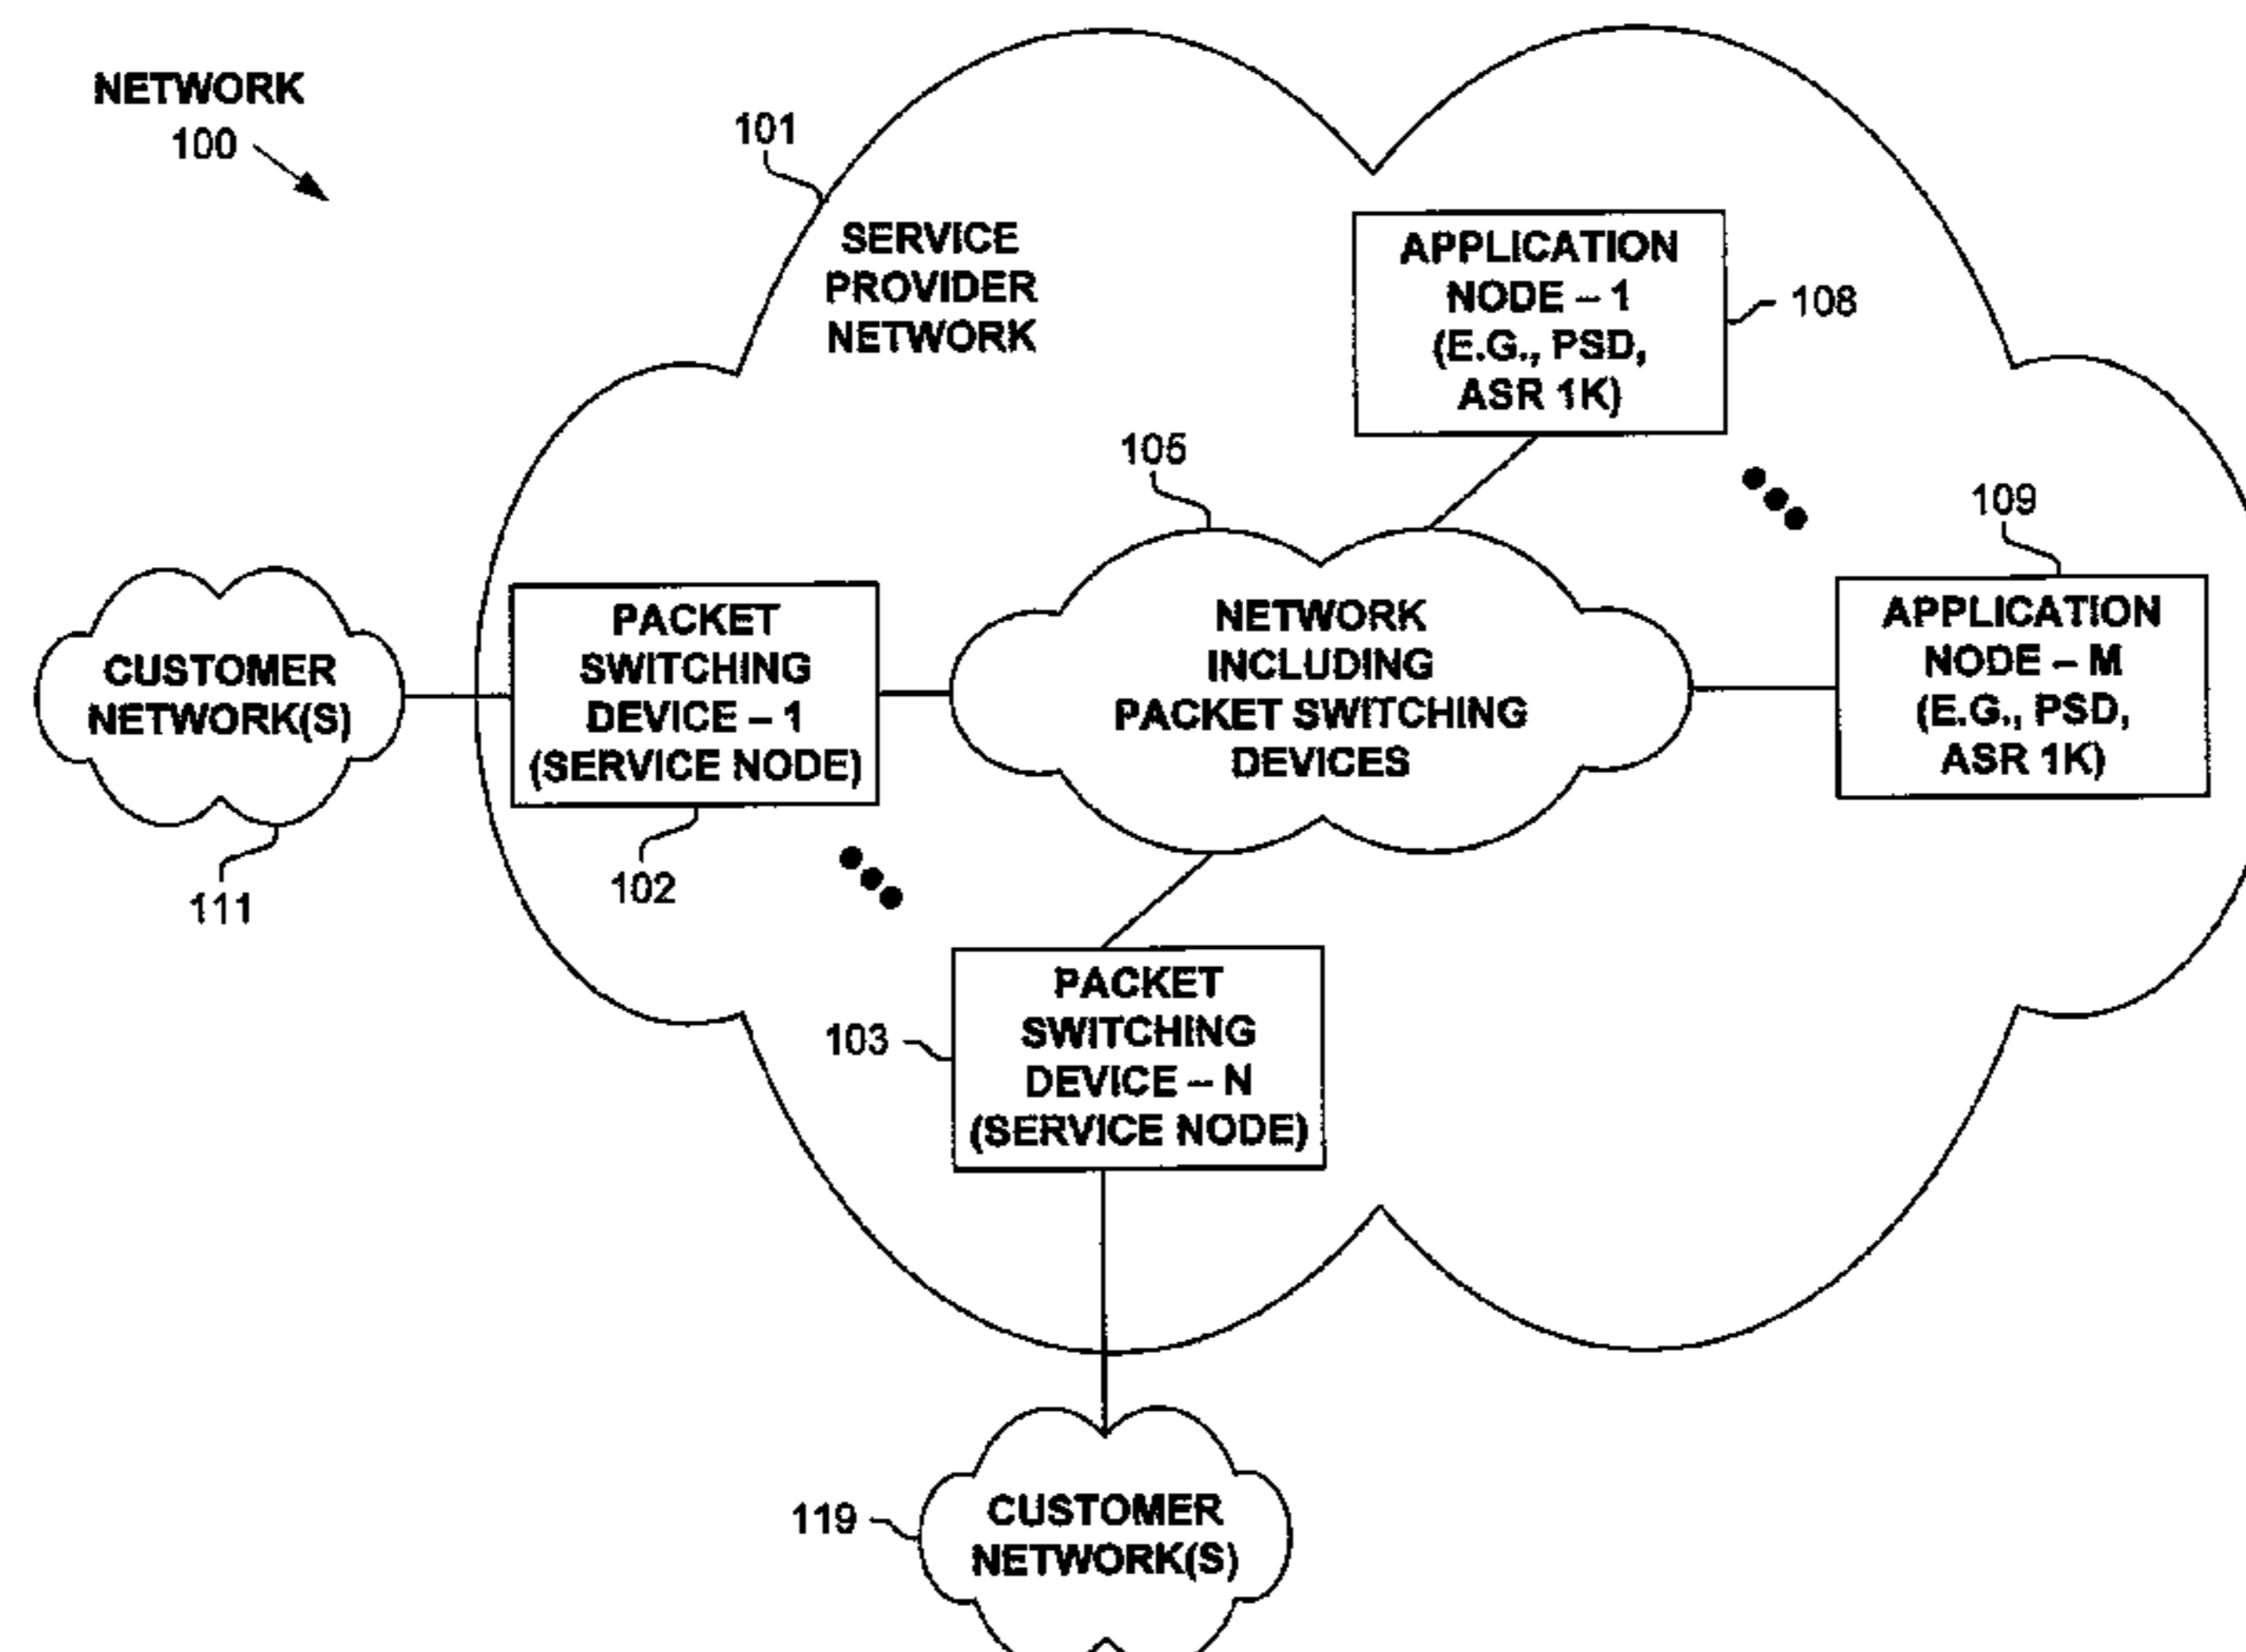 NETWORK
100
101
SERVICE
PROVIDER
NETWORK
APPLICATION
NODE – 1
(E.G., PSD,
ASR 1K)
108
105
109
APPLICATION
NODE – M
(E.G., PSD,
ASR 1K)
CUSTOMER
NETWORK(S)
111
PACKET
SWITCHING
DEVICE – 1
(SERVICE NODE)
102
NETWORK
INCLUDING
PACKET SWITCHING
DEVICES
103
PACKET
SWITCHING
DEVICE – N
(SERVICE NODE)
119
CUSTOMER
NETWORK(S)